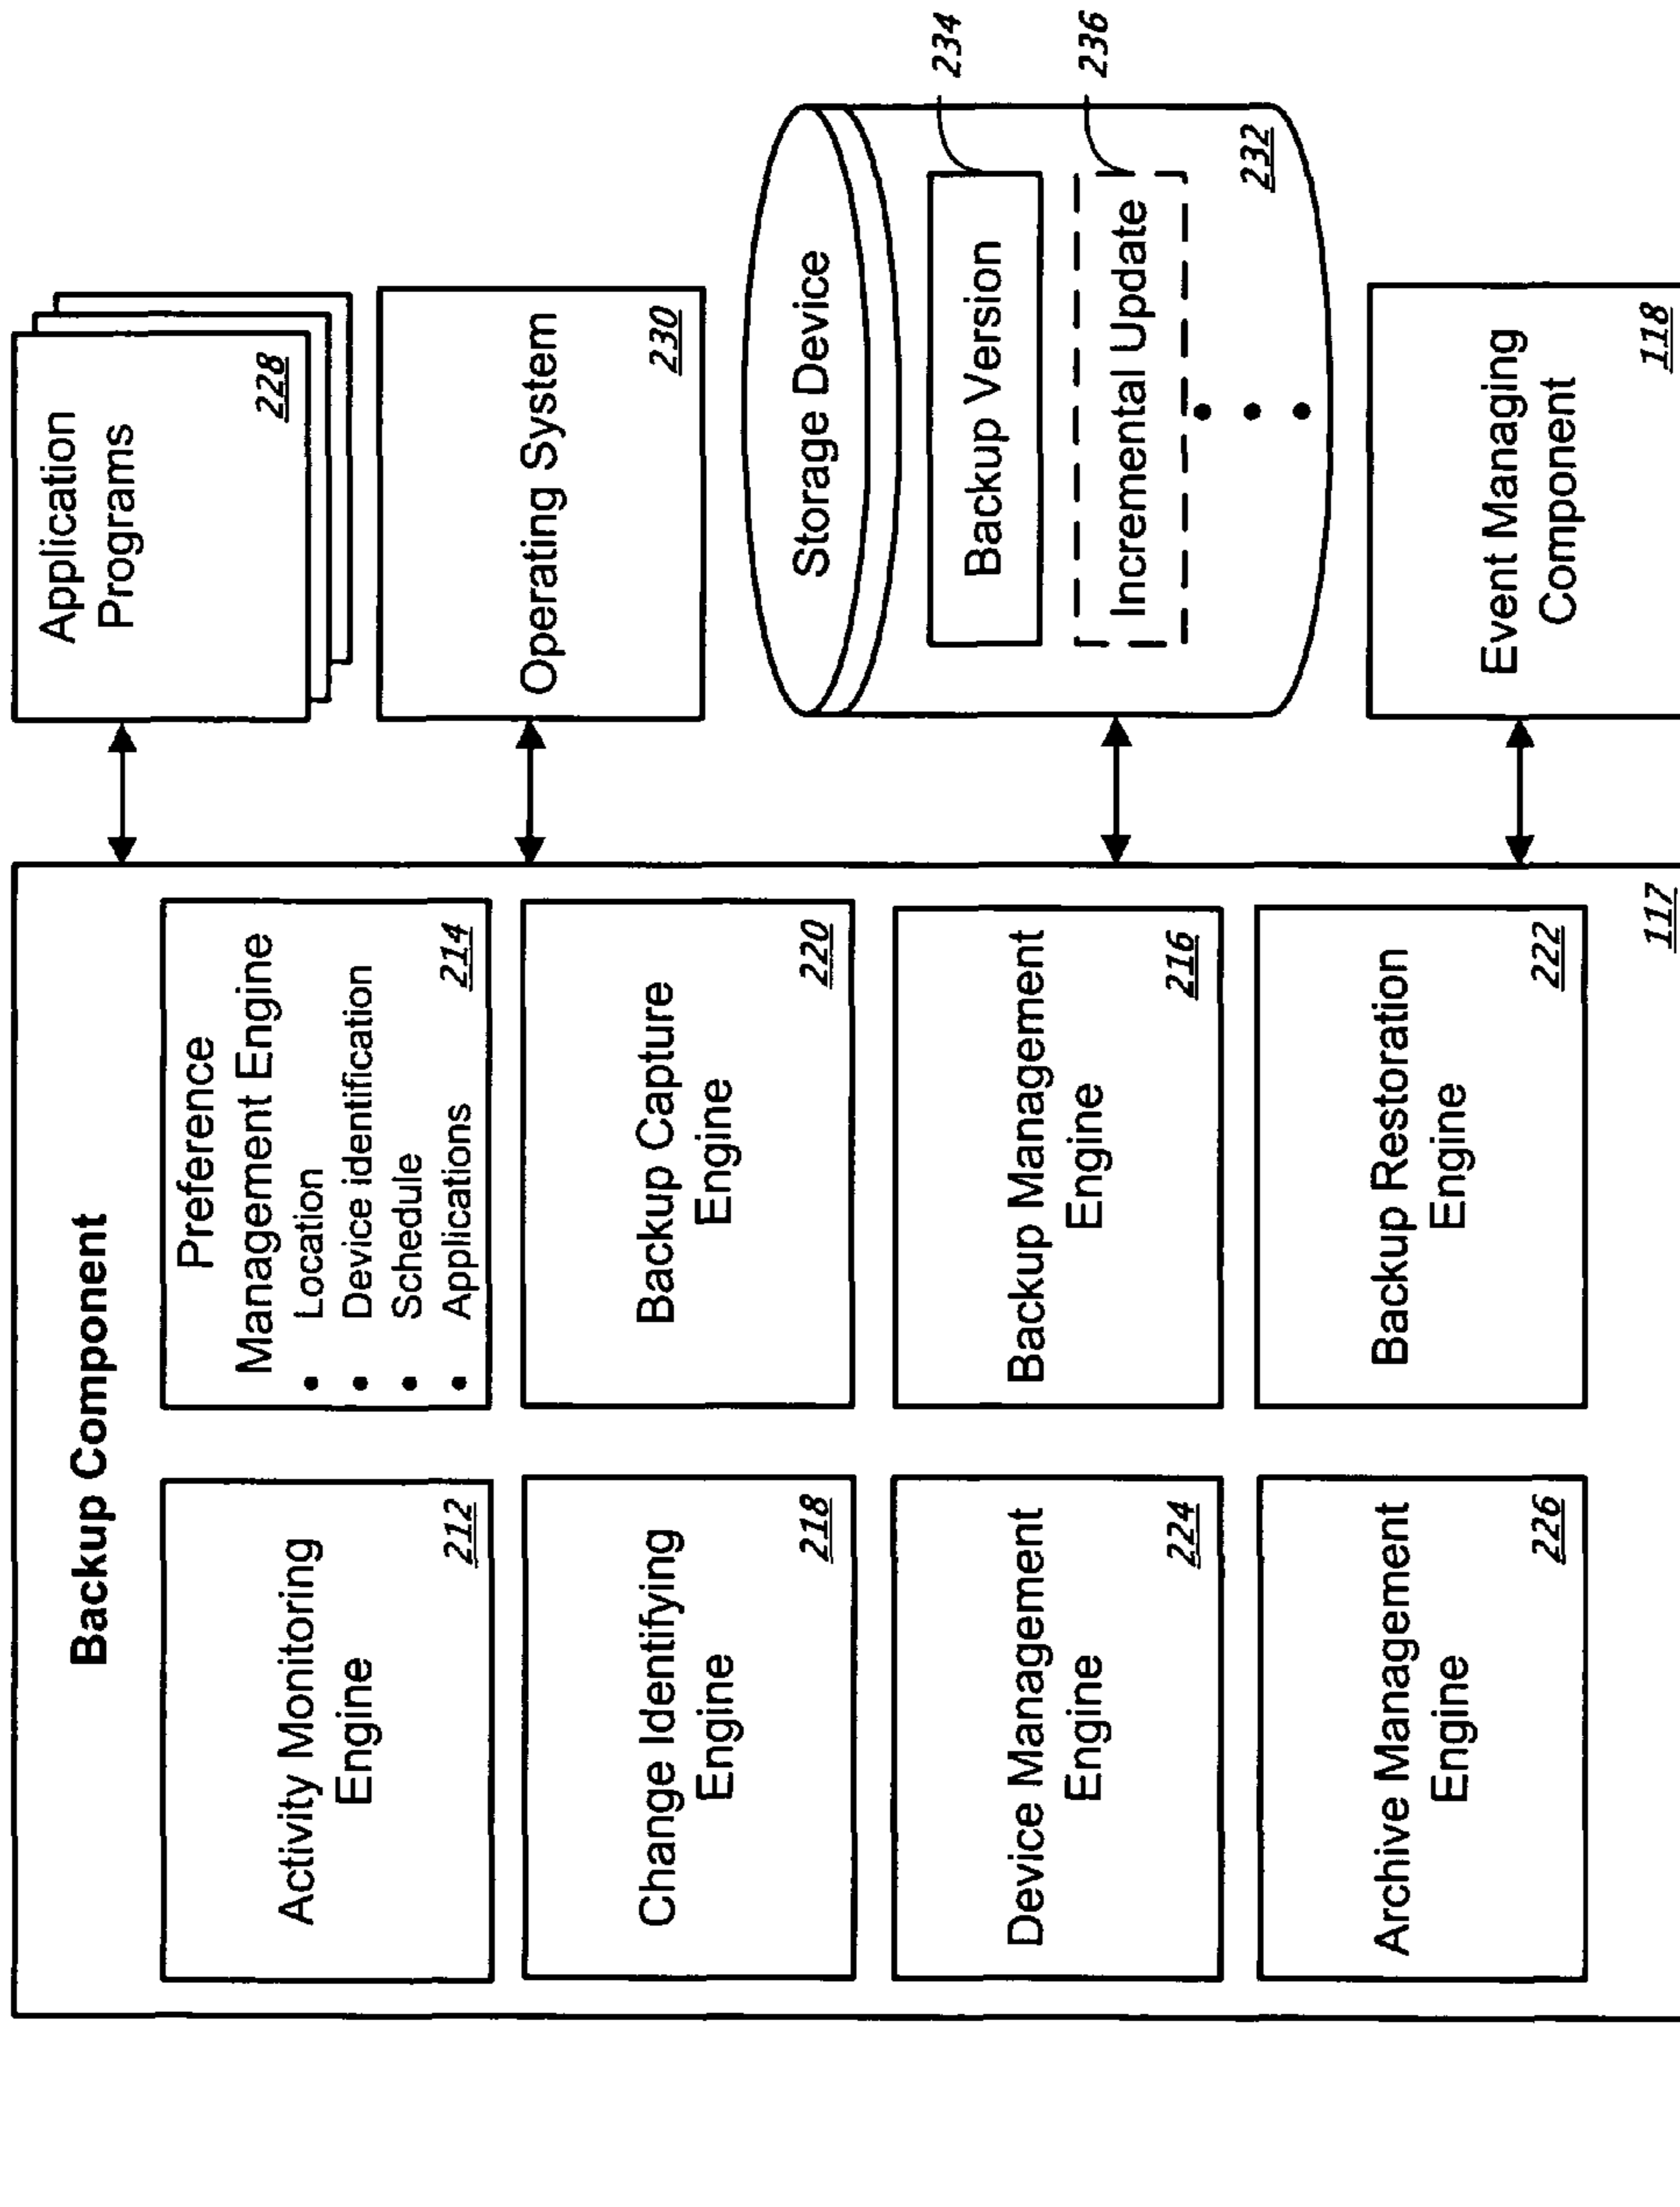 Backup Component
Activity Monitoring
Engine
212
Preference
Management Engine
• Location
• Device identification
• Schedule
• Applications
214
Change Identifying
Engine
218
Backup Capture
Engine
220
Device Management
Engine
224
Backup Management
Engine
216
Archive Management
Engine
226
Backup Restoration
Engine
222
117
Application
Programs
228
Operating System
230
Storage Device
Backup Version
234
Incremental Update
236
232
Event Managing
Component
118